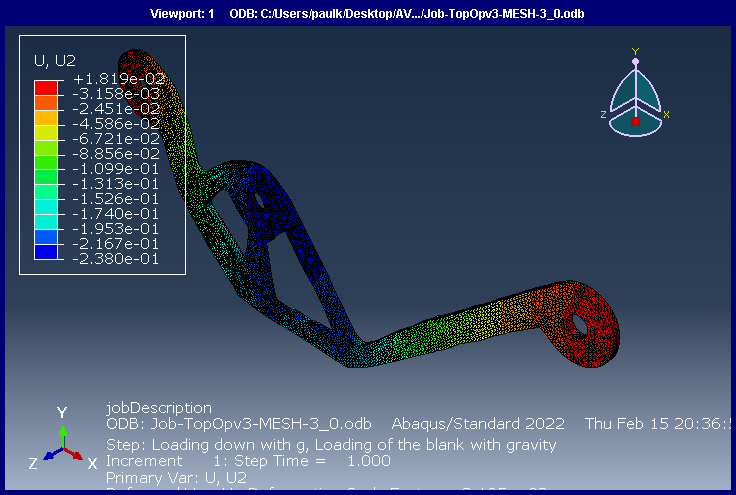 Viewport: 1 ODB: C:/Users/paulk/Desktop/AV.../Job-TopOpv3-MESH-3_0.odb
U, U2
+1.819e-02
-3.158e-03
-2.451e-02
-4.586e-02
-6.721e-02
-8.856e-02
-1.099e-01
-1.313e-01
-1.526e-01
-1.740e-01
-1.953e-01
-2.167e-01
-2.380e-01
Y
Z X
Y
Z X
jobDescription
ODB: Job-TopOpv3-MESH-3_0.odb Abaqus/Standard 2022 Thu Feb 15 20:36:
Step: Loading down with g, Loading of the blank with gravity
Increment 1: Step Time = 1.000
Primary Var: U, U2